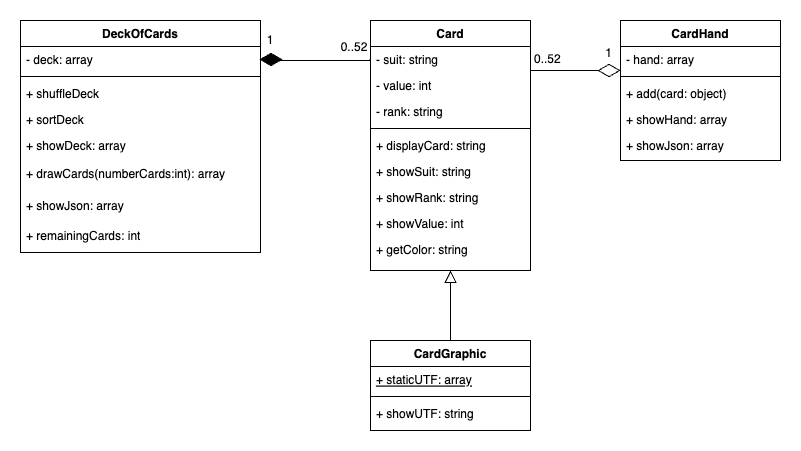 DeckOfCards
- deck: array
+ shuffleDeck
+ sortDeck
+ showDeck: array
+ drawCards(numberCards:int): array
+ showJson: array
+ remainingCards: int
1
0..52
Card
- suit: string
- value: int
- rank: string
+ displayCard: string
+ showSuit: string
+ showRank: string
+ showValue: int
+ getColor: string
0..52
1
CardHand
- hand: array
+ add(card: object)
+ showHand: array
+ showJson: array
CardGraphic
+ staticUTF: array
+ showUTF: string